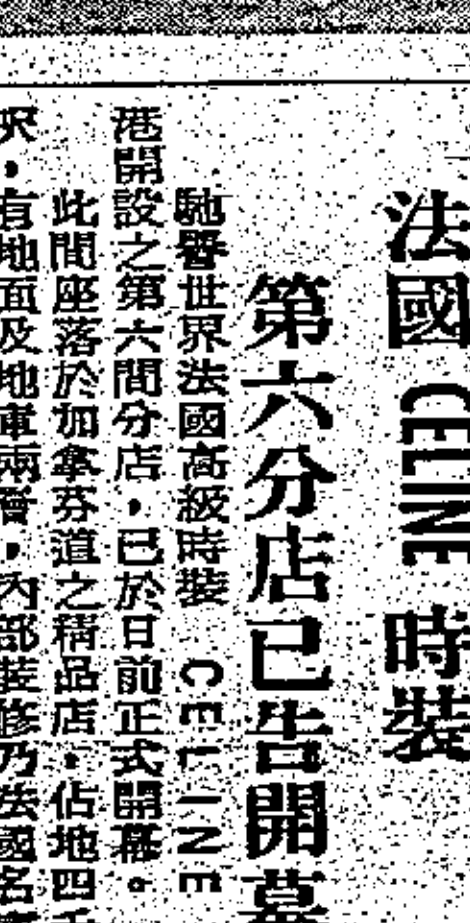 法國 CELINE 時裝
第六分店已告開幕
馳譽世界法國高級時裝 CELINE
港開設之第六間分店，已於日前正式開幕。
此間座落於加拿芬道之精品店，佔地四千
呎，有地面及地庫兩層，內部裝修乃法國名